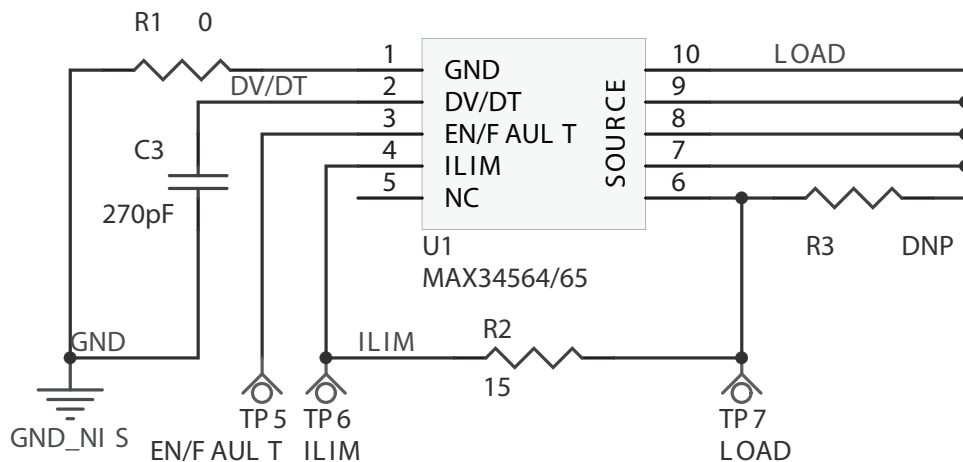 R1 0
1 GND
DV/DT 2 DV/DT
3 EN/F AUL T
4 ILIM
5 NC
SOURCE
10 LOAD
9
8
7
6
C3
270pF
U1
MAX34564/65
R3 DNP
GND
ILIM
R2
15
TP 5 TP 6 TP 7
GND_NI S EN/F AUL T ILIM LOAD